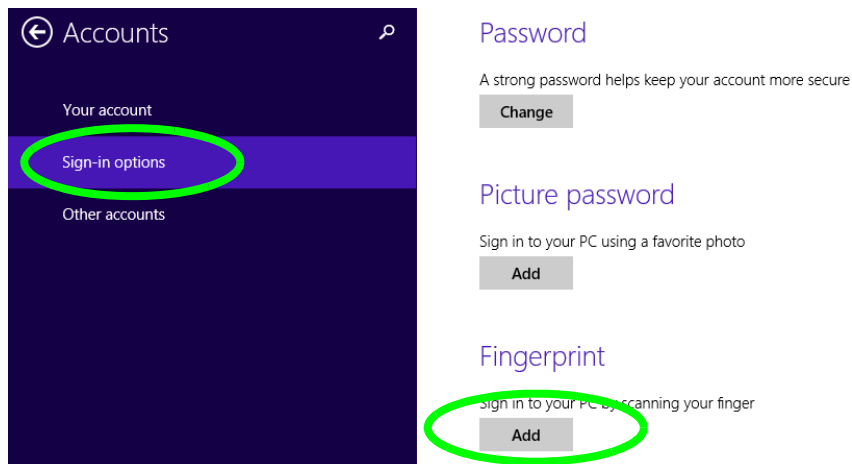 Accounts
Your account
Sign-in options
Other accounts
Password
A strong password helps keep your account more secure
Change
Picture password
Sign in to your PC using a favorite photo
Add
Fingerprint
Sign in to your PC by scanning your finger
Add